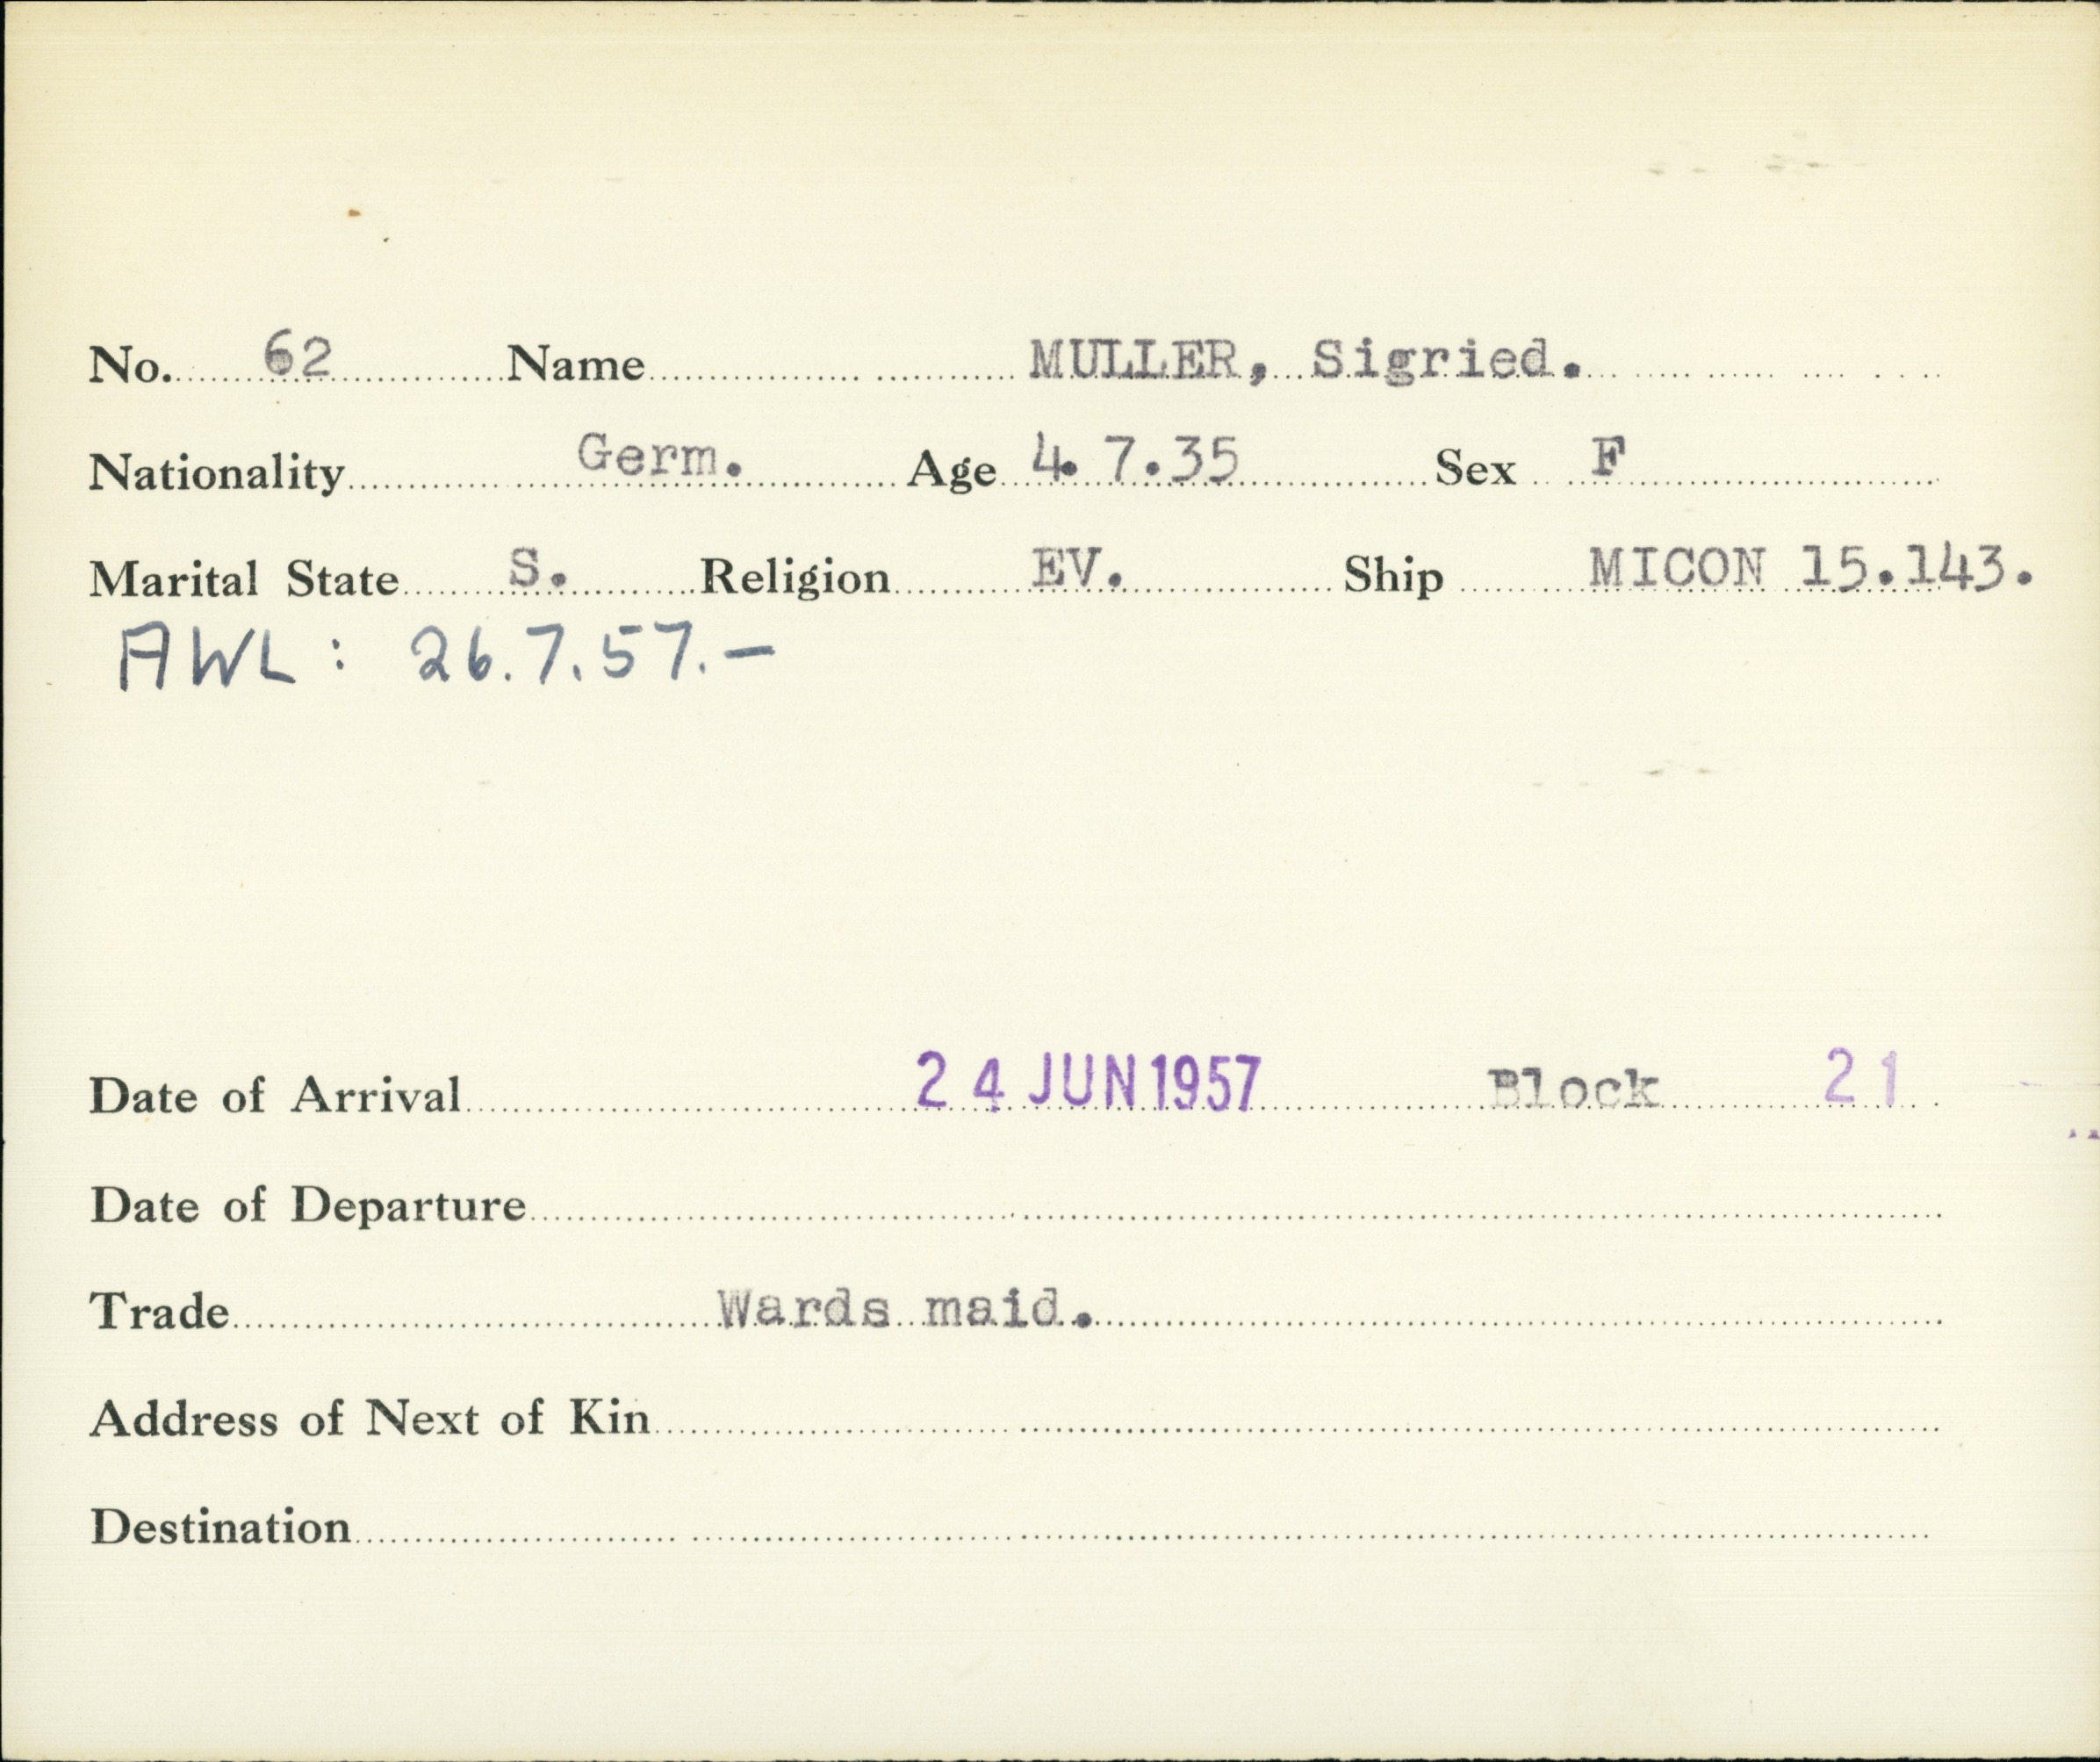 No. 62 Name MULLER, Sigried.
Nationality Germ. Age 4.7.35 Sex F
Marital State S. Religion EV. Ship MICON 15.143.
AWL: 26.7.57.—
Date of Arrival 24 JUN 1957 Block 21
Date of Departure
Trade Wards maid.
Address of Next of Kin
Destination